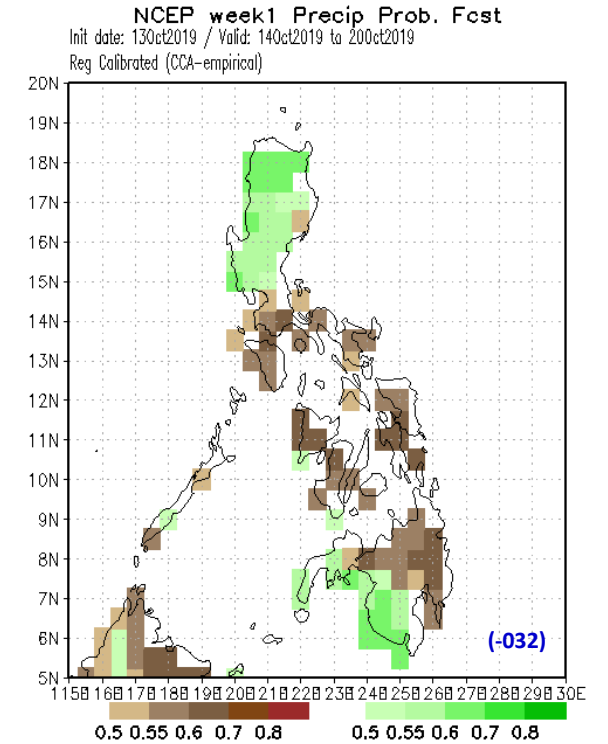 NCEP week1 Precip Prob. Fcst
Init date: 13Oct2019 / Valid: 14Oct2019 to 20Oct2019
Reg Calibrated (CCA-empirical)
20N
19N
18N
17N
16N
15N
14N
13N
12N
11N
10N
9N
8N
7N
6N
(-032)
5N
115E 116E 117E 118E 119E 120E 121E 122E 123E 124E 125E 126E 127E 128E 129E 130E
0.5 0.55 0.6 0.7 0.8 0.5 0.55 0.6 0.7 0.8